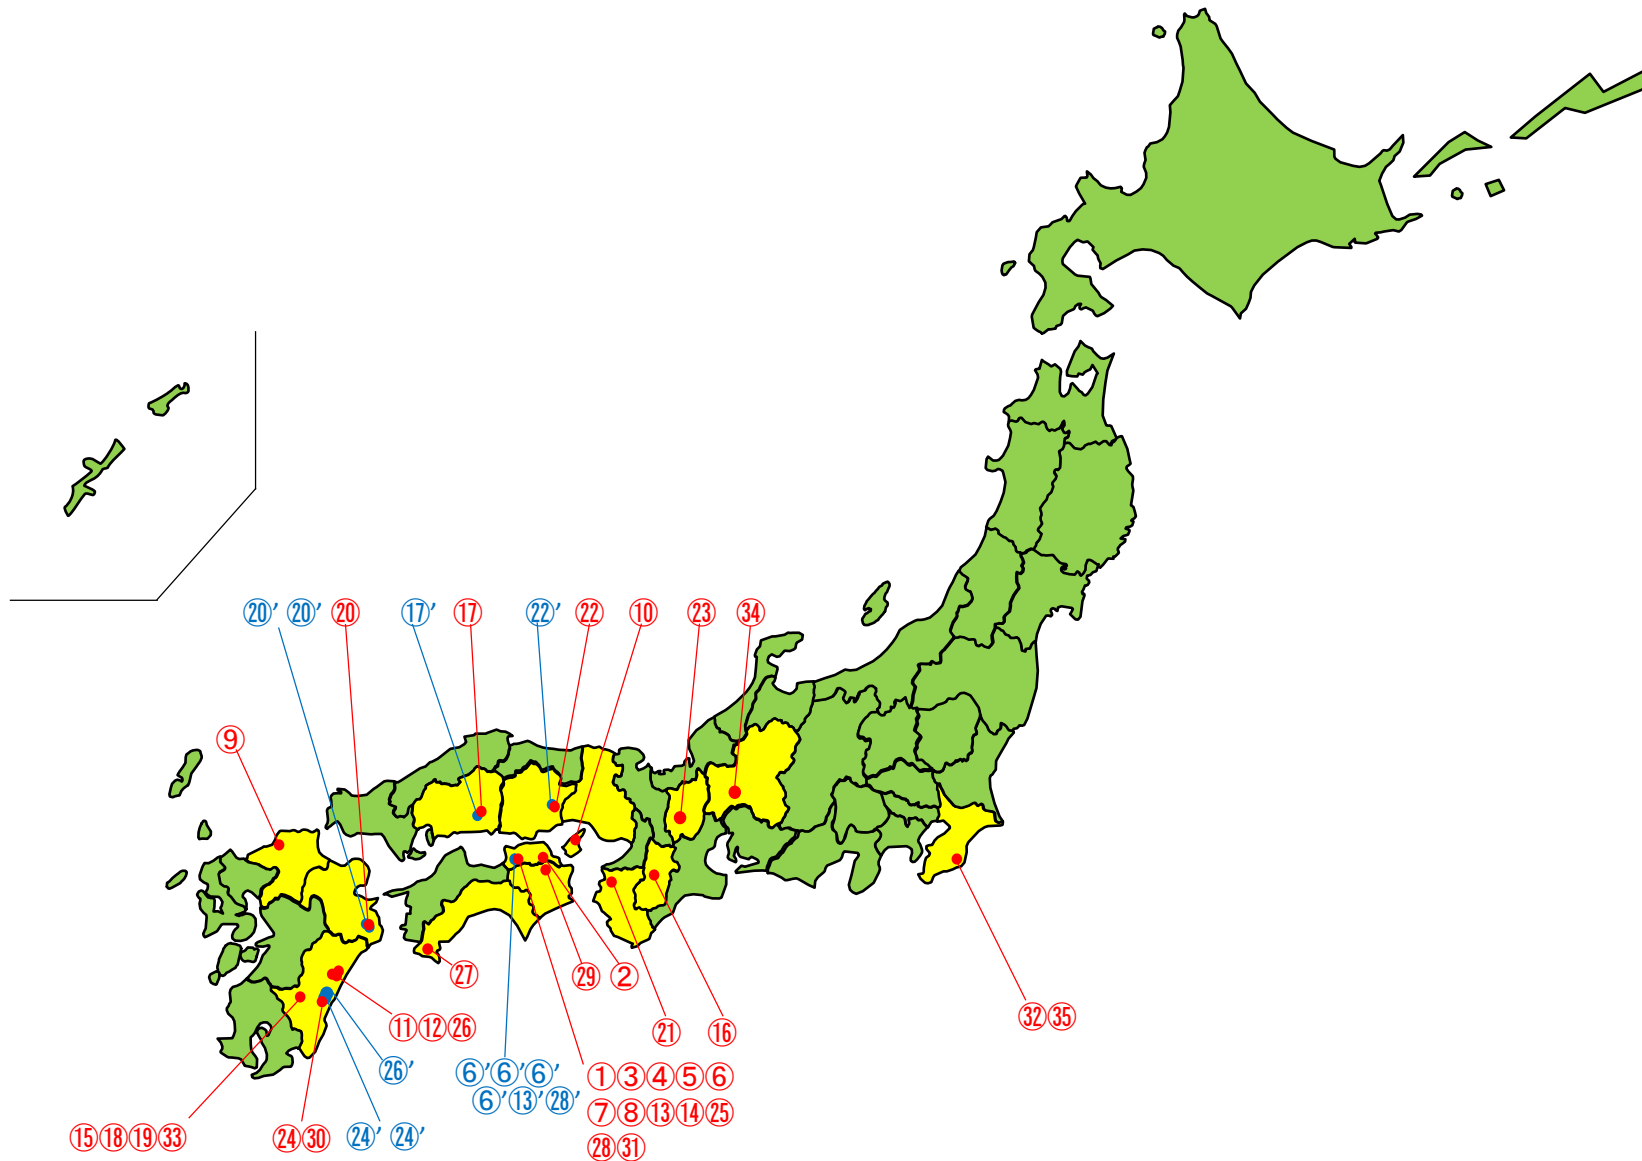 ⑳’ ⑳’ ⑳ ⑰’ ⑰ ㉒’ ㉒ ⑩ ㉓ ㉞
⑨
㉗ ㉙ ②
⑪⑫㉖ ㉑ ⑯ ㉜㉟
㉖’ ⑥’⑥’⑥’ ①③④⑤⑥
⑥’⑬’㉘’ ⑦⑧⑬⑭㉕
⑮⑱⑲㉝ ㉔㉚ ㉔’ ㉔’ ㉘㉛